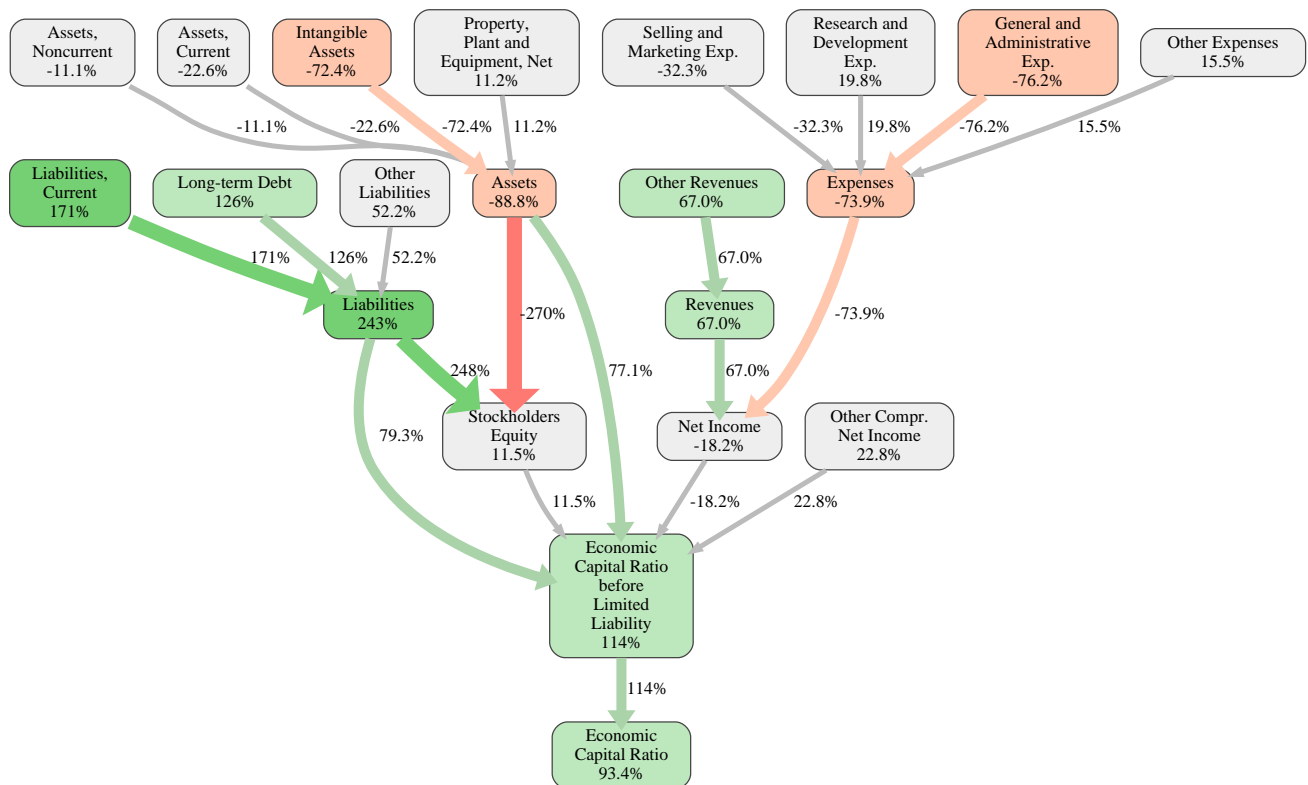 Assets,
Noncurrent
-11.1%
Assets,
Current
-22.6%
Intangible
Assets
-72.4%
Property,
Plant and
Equipment, Net
11.2%
Selling and
Marketing Exp.
-32.3%
Research and
Development
Exp.
19.8%
General and
Administrative
Exp.
-76.2%
Other Expenses
15.5%
-11.1%
-22.6%
-72.4%
11.2%
-32.3%
19.8%
-76.2%
15.5%
Liabilities,
Current
171%
Long-term Debt
126%
Other
Liabilities
52.2%
Assets
-88.8%
Other Revenues
67.0%
Expenses
-73.9%
171%
126%
52.2%
67.0%
Liabilities
243%
-270%
Revenues
67.0%
-73.9%
248%
77.1%
67.0%
79.3%
Stockholders
Equity
11.5%
Net Income
-18.2%
Other Compr.
Net Income
22.8%
11.5%
-18.2%
22.8%
Economic
Capital Ratio
before
Limited
Liability
114%
114%
Economic
Capital Ratio
93.4%